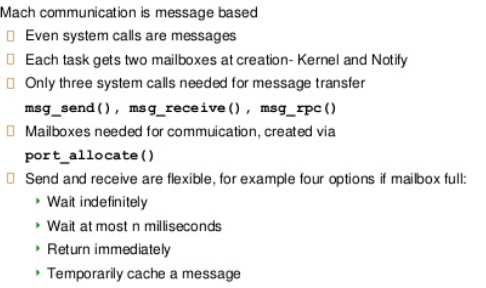 Mach communication is message based
Even system calls are messages
Each task gets two mailboxes at creation- Kernel and Notify
Only three system calls needed for message transfer
msg_send(), msg_receive(), msg_rpc()
Mailboxes needed for commuication, created via
port_allocate()
Send and receive are flexible, for example four options if mailbox full:
Wait indefinitely
Wait at most n milliseconds
Return immediately
Temporarily cache a message